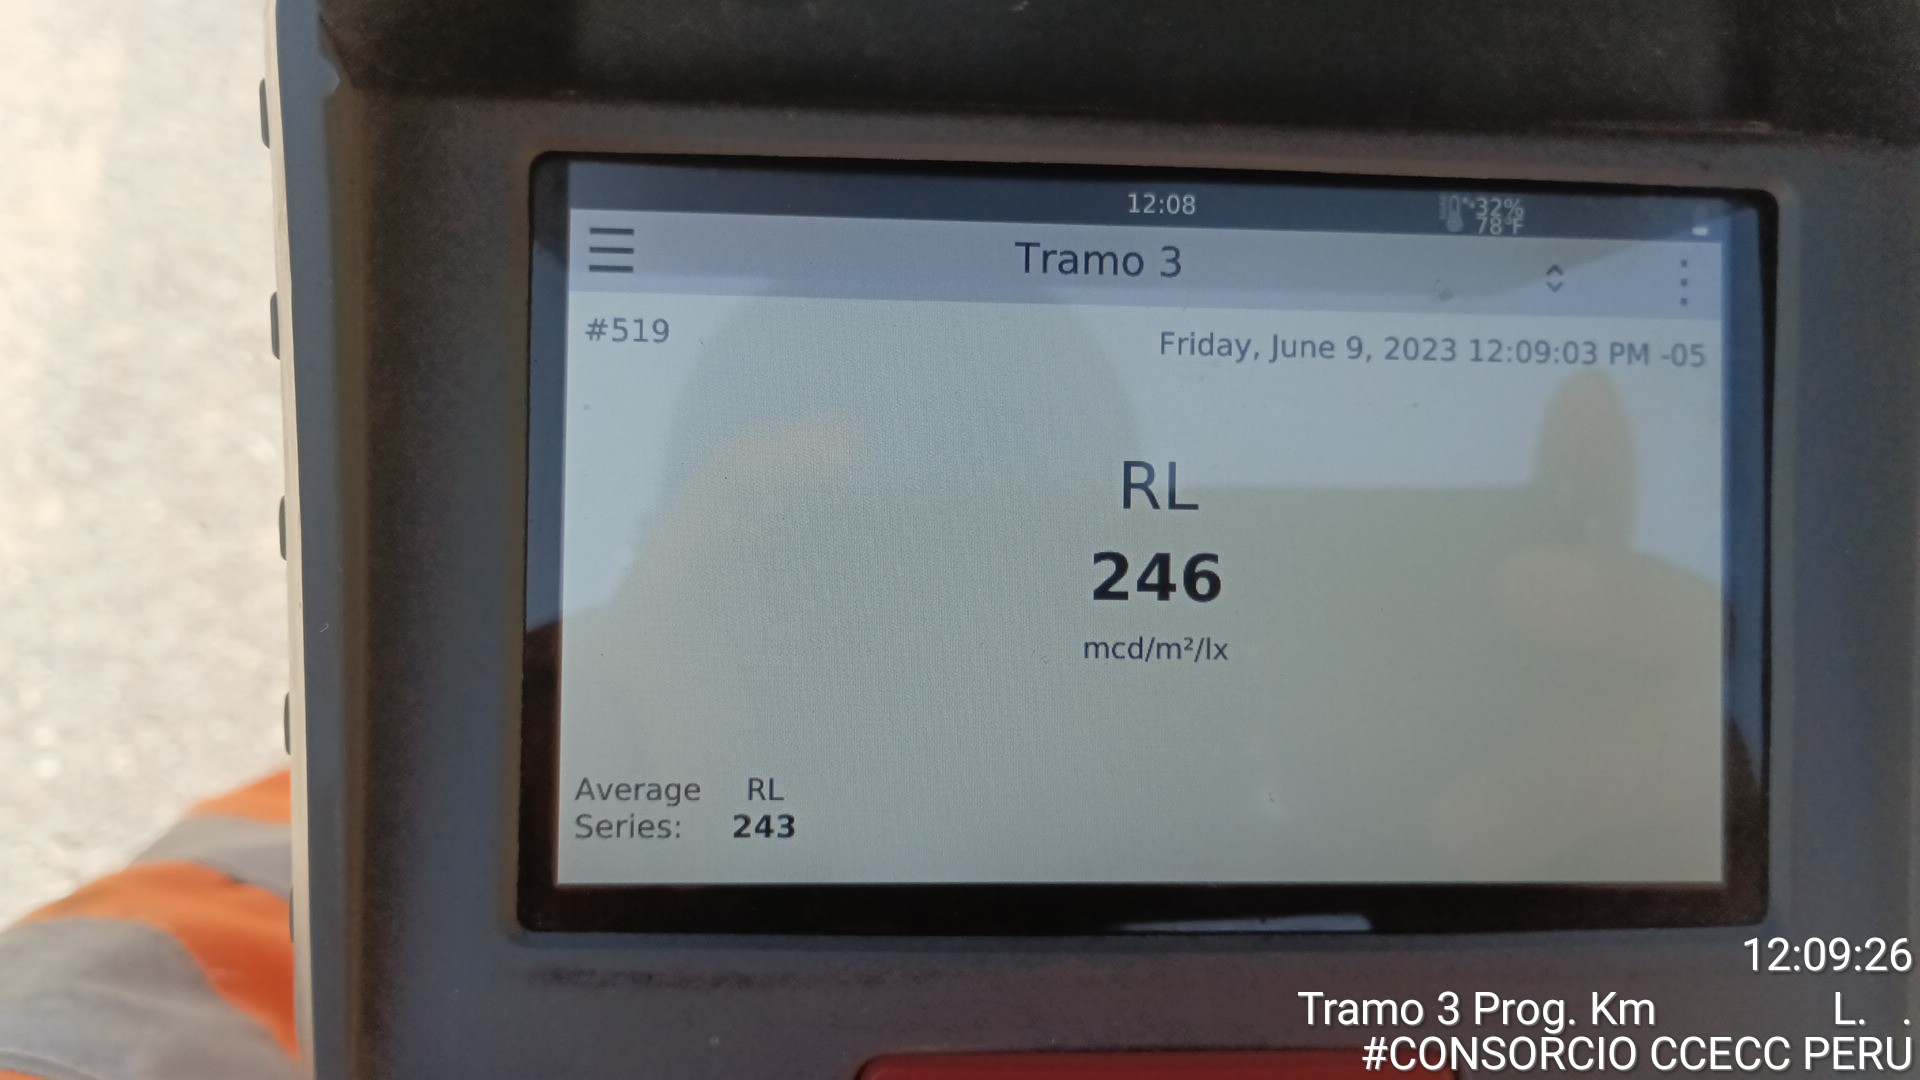 12:08
32%
78°F
Tramo 3
#519
Friday, June 9, 2023 12:09:03 PM -05
RL
246
mcd/m²/lx
Average RL
Series: 243
12:09:26
Tramo 3 Prog. Km L. .
#CONSORCIO CCECC PERU